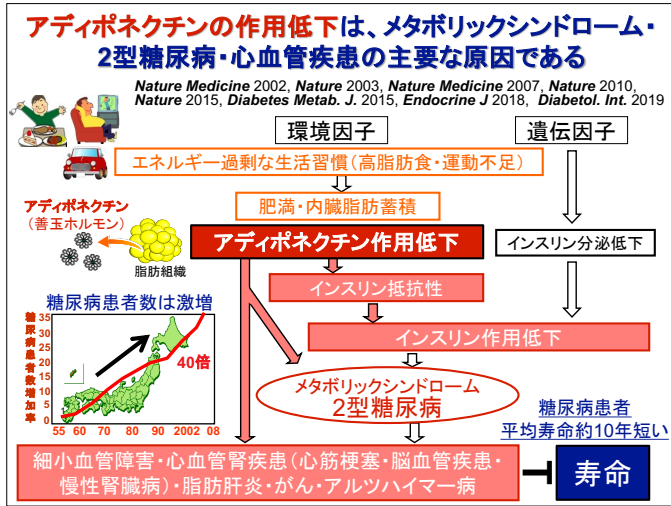 アディポネクチンの作用低下は、メタボリックシンドローム・
2型糖尿病・心血管疾患の主要な原因である
Nature Medicine 2002, Nature 2003, Nature Medicine 2007, Nature 2010,
Nature 2015, Diabetes Metab. J. 2015, Endocrine J 2018, Diabetol. Int. 2019
環境因子
遺伝因子
エネルギー過剰な生活習慣(高脂肪食・運動不足)
肥満・内臓脂肪蓄積
アディポネクチン
(善玉ホルモン)
脂肪組織
アディポネクチン作用低下
インスリン分泌低下
インスリン抵抗性
糖尿病患者数は激増
糖尿病患者数増加率
35
30
25
20
15
10
5
0
40倍
55 60 70 80 90 2002 08
インスリン作用低下
メタボリックシンドローム
2型糖尿病
糖尿病患者
平均寿命約10年短い
細小血管障害・心血管腎疾患(心筋梗塞・脳血管疾患・
慢性腎臓病)・脂肪肝炎・がん・アルツハイマー病
寿命